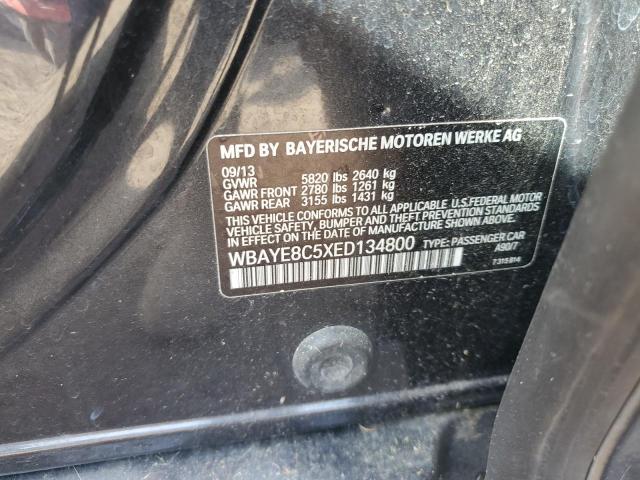 MFD BY BAYERISCHE MOTOREN WERKE AG
09/13
GVWR 5820 lbs 2640 kg
GAWR FRONT 2780 lbs 1261 kg
GAWR REAR 3155 lbs 1431 kg
THIS VEHICLE CONFORMS TO ALL APPLICABLE U.S.FEDERAL MOTOR
VEHICLE SAFETY, BUMPER AND THEFT PREVENTION STANDARDS
IN EFFECT ON THE DATE OF MANUFACTURE SHOWN ABOVE.
WBAYE8C5XED134800 TYPE: PASSENGER CAR
A90/7
7315814